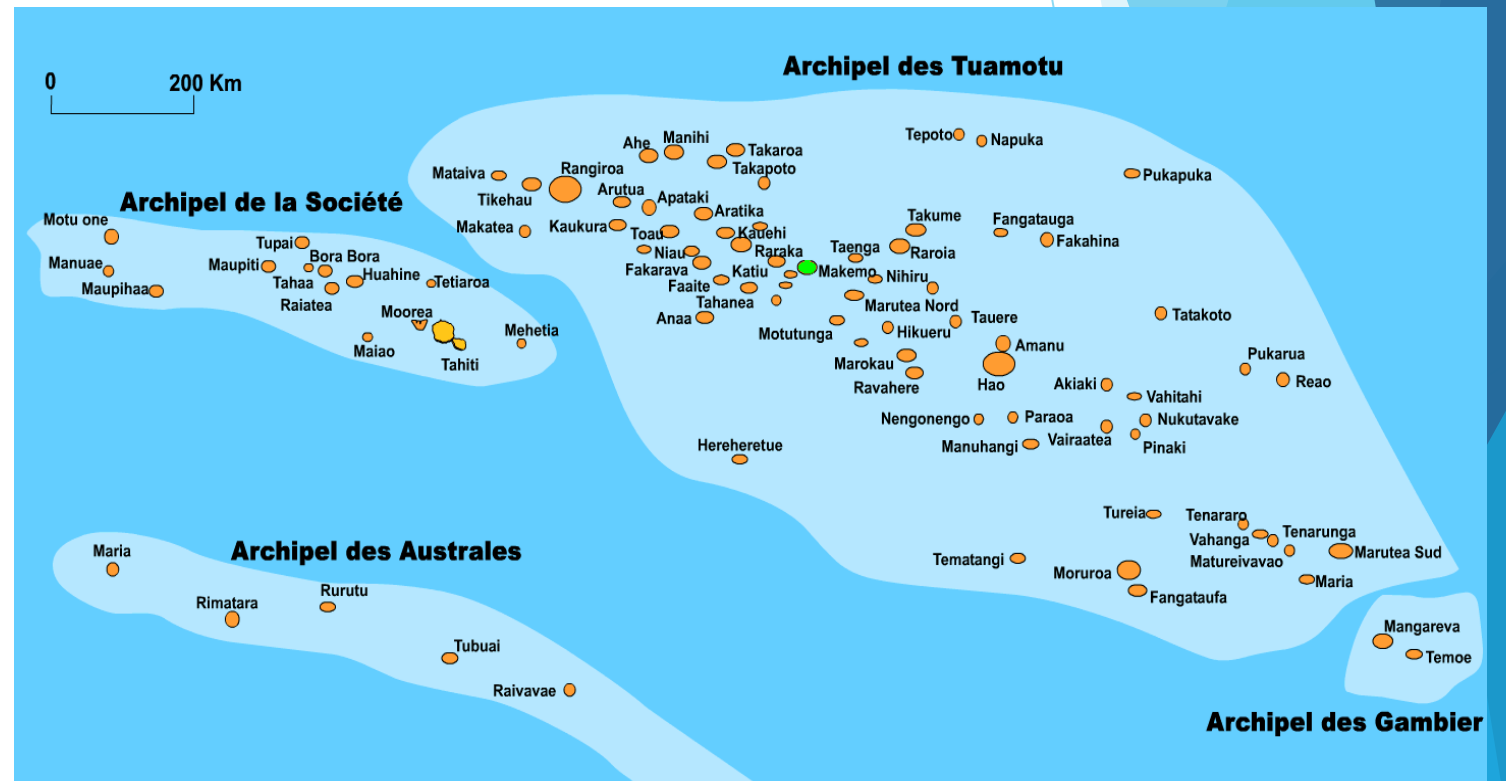 0 200 Km
Archipel des Tuamotu
Tepoto
Napuka
Ahe
Manihi
Takaroa
Takapoto
Mataiva
Rangiroa
Tikehau
Arutua
Apataki
Pukapuka
Makatea
Kaukura
Toau
Aratika
Kauehi
Niau
Raraka
Fakarava
Katiu
Faaite
Tahanea
Anaa
Makemo
Taenga
Takume
Raroia
Nihiru
Fangatauga
Fakahina
Marutea Nord
Motutunga
Hikueru
Tauere
Marokau
Ravahere
Amanu
Hao
Tatakoto
Pukarua
Reao
Akiaki
Vahitahi
Nengonengo
Paraoa
Manuhangi
Vairaatea
Nukutavake
Pinaki
Hereheretue
Tureia
Tenararo
Vahanga
Tenarunga
Matureivavao
Marutea Sud
Maria
Tematangi
Moruroa
Fangataufa
Archipel de la Société
Motu one
Manuae
Maupihaa
Tupai
Maupiti
Bora Bora
Tahaa
Huahine
Raiatea
Tetiaroa
Moorea
Maiao
Tahiti
Mehetia
Archipel des Australes
Maria
Rimatara
Rurutu
Tubuai
Raivavae
Mangareva
Temoe
Archipel des Gambier